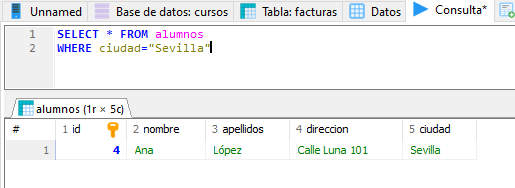 Unnamed Base de datos: cursos Tabla: facturas Datos Consulta*
1 SELECT * FROM alumnos
2 WHERE ciudad="Sevilla"
alumnos (1r × 5c)
# 1 id 2 nombre 3 apellidos 4 direccion 5 ciudad
1 4 Ana López Calle Luna 101 Sevilla